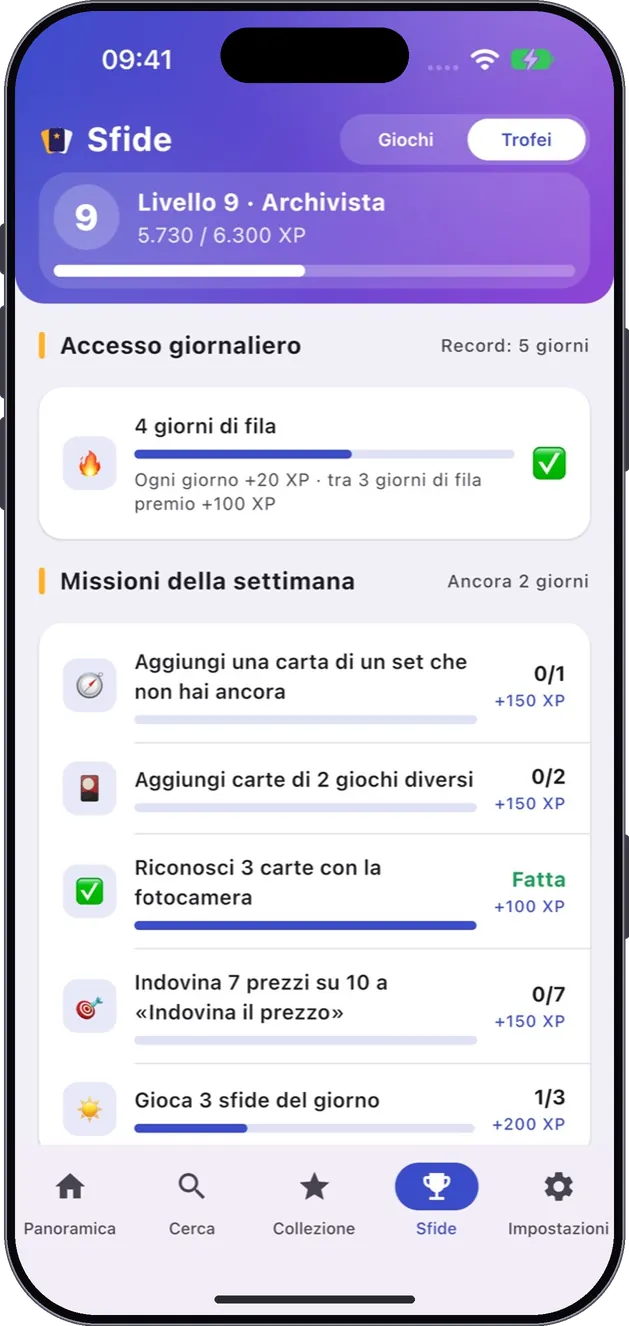 09:41
Sfide
Giochi
Trofei
9
Livello 9 · Archivista
5.730 / 6.300 XP
Accesso giornaliero
Record: 5 giorni
4 giorni di fila
Ogni giorno +20 XP · tra 3 giorni di fila
premio +100 XP
Missioni della settimana
Ancora 2 giorni
Aggiungi una carta di un set che
non hai ancora
0/1
+150 XP
Aggiungi carte di 2 giochi diversi
0/2
+150 XP
Riconosci 3 carte con la
fotocamera
Fatta
+100 XP
Indovina 7 prezzi su 10 a
«Indovina il prezzo»
0/7
+150 XP
Gioca 3 sfide del giorno
1/3
+200 XP
Panoramica
Cerca
Collezione
Sfide
Impostazioni